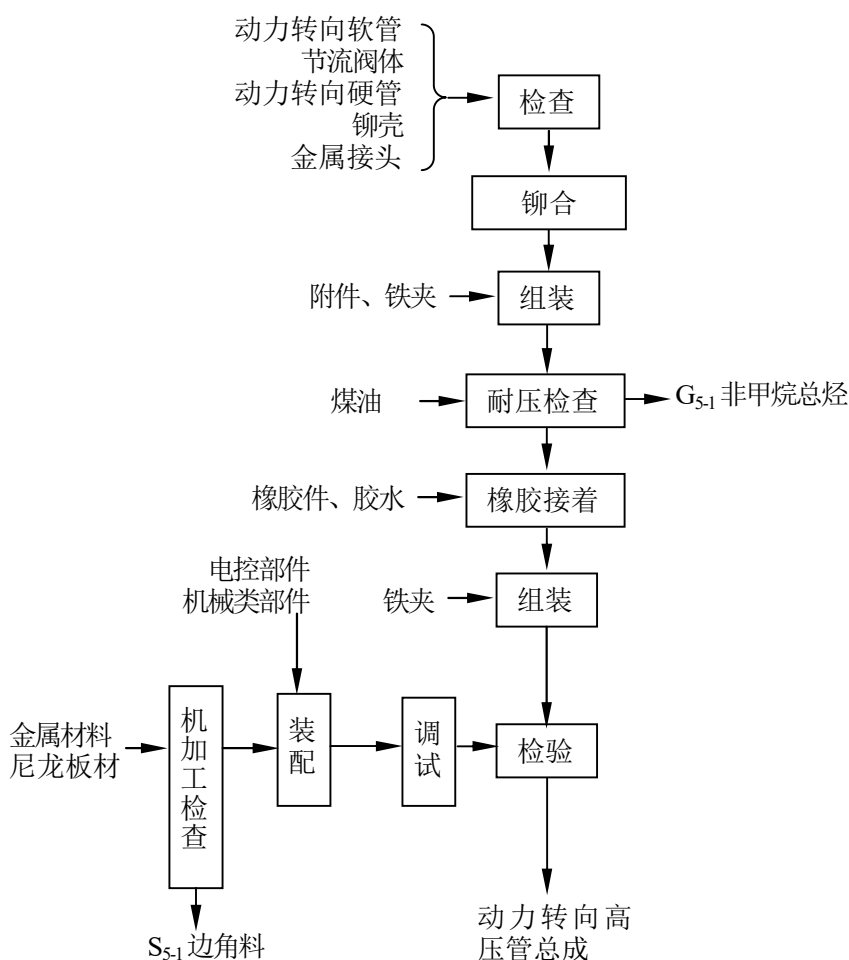 动力转向软管
节流阀体
动力转向硬管
铆壳
金属接头
检查
铆合
附件、铁夹
组装
煤油
耐压检查
G5-1 非甲烷总烃
橡胶件、胶水
橡胶接着
电控部件
机械类部件
铁夹
组装
金属材料
尼龙板材
机加工检查
装配
调试
检验
S5-1 边角料
动力转向高
压管总成